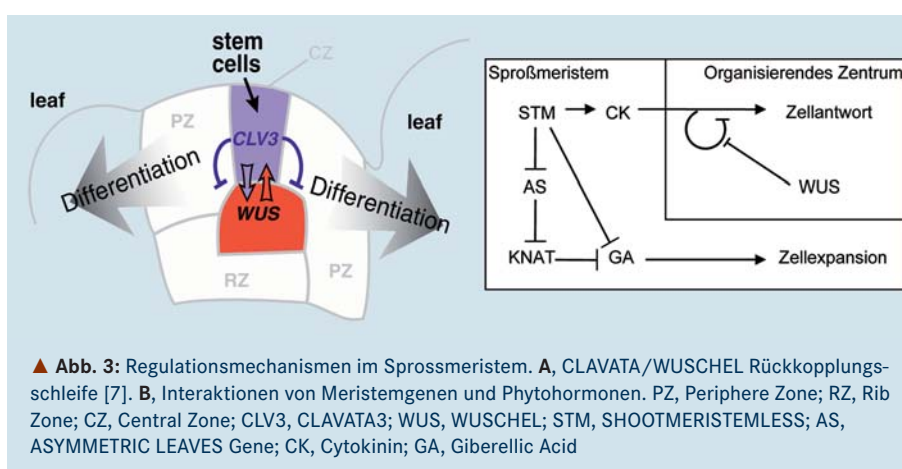 stem
cells
CZ
leaf
PZ
CLV3
leaf
Differentiation
Differentiation
WUS
RZ
PZ
Sproßmeristem
Organisierendes Zentrum
STM
CK
Zellantwort
AS
WUS
KNAT
GA
Zellexpansion
▲ Abb. 3: Regulationsmechanismen im Sprossmeristem. A, CLAVATA/WUSCHEL Rückkopplungs-
schleife [7]. B, Interaktionen von Meristemgenen und Phytohormonen. PZ, Periphere Zone; RZ, Rib
Zone; CZ, Central Zone; CLV3, CLAVATA3; WUS, WUSCHEL; STM, SHOOTMERISTEMLESS; AS,
ASYMMETRIC LEAVES Gene; CK, Cytokinin; GA, Giberellic Acid